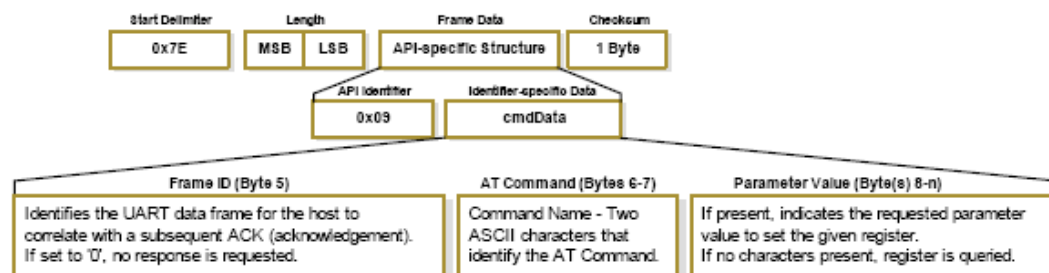 Start Delimiter Length Frame Data Checksum
0x7E MSB LSB API-specific Structure 1 Byte
API Identifier Identifier-specific Data
0x09 cmdData
Frame ID (Byte 5)
Identifies the UART data frame for the host to
correlate with a subsequent ACK (acknowledgement).
If set to '0', no response is requested.
AT Command (Bytes 6-7)
Command Name - Two
ASCII characters that
identify the AT Command.
Parameter Value (Byte(s) 8-n)
If present, indicates the requested parameter
value to set the given register.
If no characters present, register is queried.